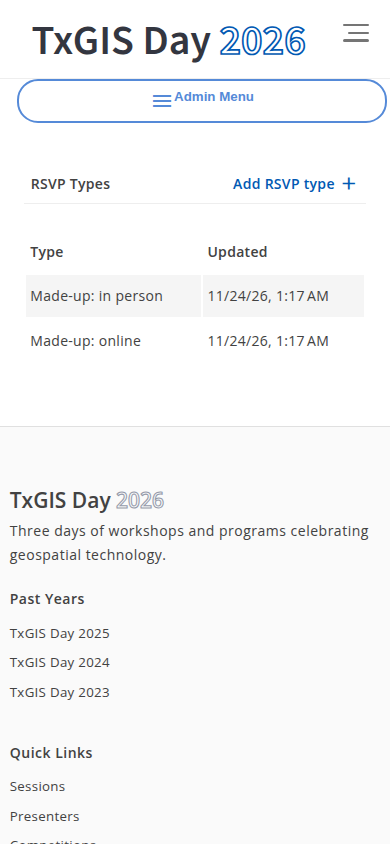 TxGIS Day 2026
Admin Menu
RSVP Types
Add RSVP type +
Type Updated
Made-up: in person 11/24/26, 1:17 AM
Made-up: online 11/24/26, 1:17 AM
TxGIS Day 2026
Three days of workshops and programs celebrating
geospatial technology.
Past Years
TxGIS Day 2025
TxGIS Day 2024
TxGIS Day 2023
Quick Links
Sessions
Presenters